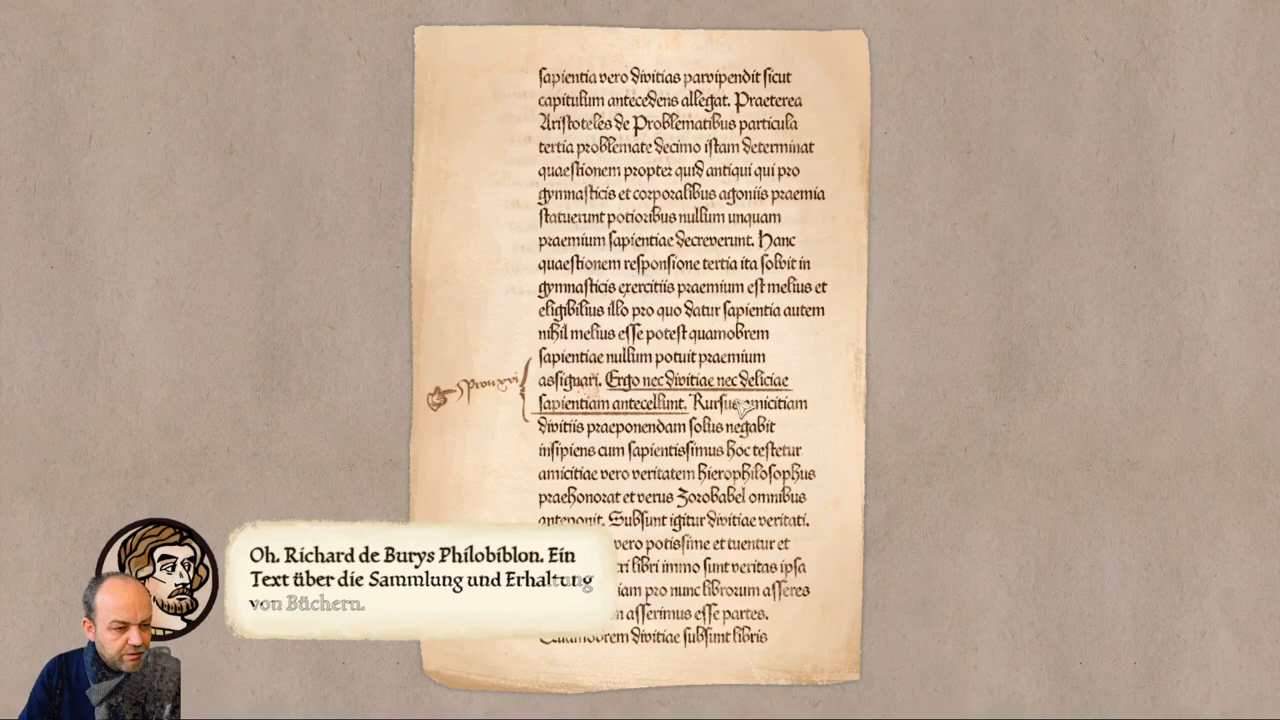 sapientia vero divitias parvipendit sicut
capitulum antecedens allegat. Praeterea
Aristoteles de Problematibus particula
tertia problemate decimo istam determinat
quaestionem propter quid antiqui qui pro
gymnasticis et corporalibus agoniis praemia
statuerunt potioribus nullum unquam
praemium sapientiae decreverunt. Hanc
quaestionem responsione tertia ita solvit in
gymnasticis exercitiis praemium est melius et
eligibilius illo pro quo datur sapientia autem
nihil melius esse potest quamobrem
sapientiae nullum potuit praemium
assignari. Ergo nec divitiae nec deliciae
sapientiam antecellunt. Rursus amicitiam
divitiis praeponendam solus negabit
insipiens cum sapientissimus hoc testetur
amicitiae vero veritatem hierophilosophus
praehonorat et verus Zorobabel omnibus
anteponit. Subsunt igitur divitiae veritati.
vero potissime et tuentur et
ri libri immo sunt veritas ipsa
iam pro nunc librorum asseres
n asserimus esse partes.
Quamobrem divitiae subsunt libris
Oh. Richard de Burys Philobiblon. Ein
Text über die Sammlung und Erhaltung
von Büchern.